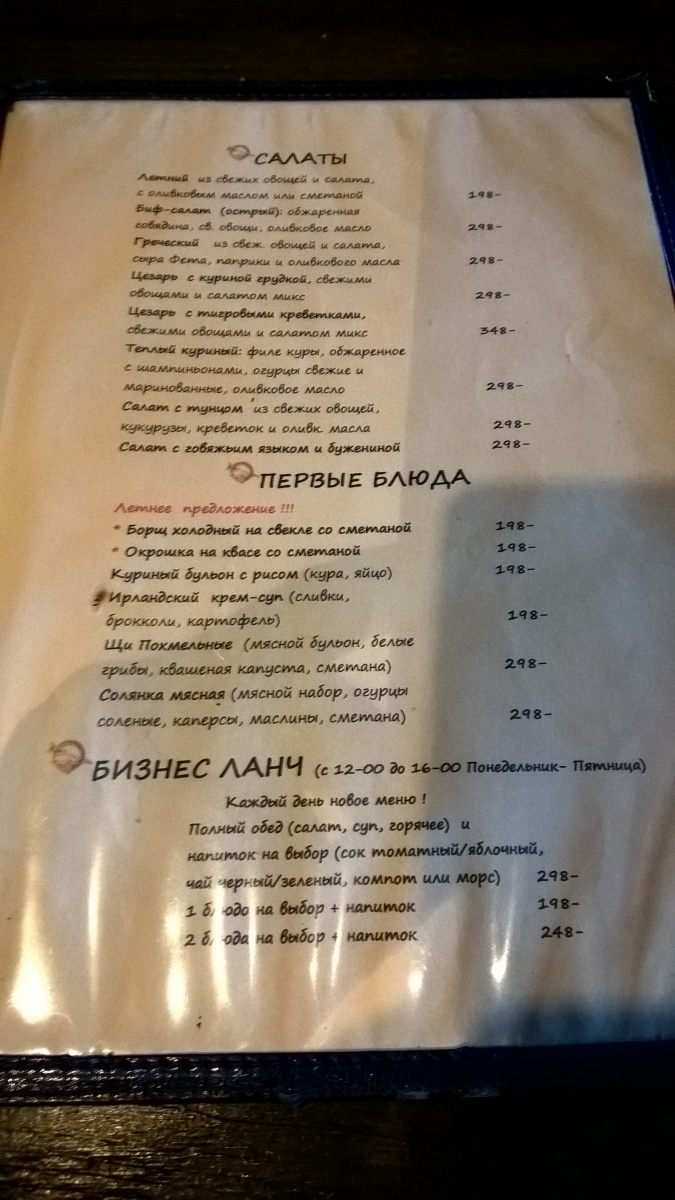 САЛАТЫ
Летний из свежих овощей и салата,
с оливковым маслом или сметаной 198-
Биф-салат (острый): обжаренная
говядина, св. овощи, оливковое масло 298-
Греческий из свеж. овощей и салата,
сыра Фета, паприки и оливкового масла 298-
Цезарь с куриной грудкой, свежими
овощами и салатом микс 298-
Цезарь с тигровыми креветками,
свежими овощами и салатом микс 348-
Теплый куриный: филе куры, обжаренное
с шампиньонами, огурцы свежие и
маринованные, оливковое масло 298-
Салат с тунцом из свежих овощей,
кукурузы, креветок и оливк. масла 298-
Салат с говяжьим языком и бужениной 298-
ПЕРВЫЕ БЛЮДА
Летнее предложение !!!
* Борщ холодный на свекле со сметаной 198-
* Окрошка на квасе со сметаной 198-
Куриный бульон с рисом (кура, яйцо) 198-
Ирландский крем-суп (сливки,
брокколи, картофель) 198-
Щи Похмельные (мясной бульон, белые
грибы, квашеная капуста, сметана) 298-
Солянка мясная (мясной набор, огурцы
соленые, каперсы, маслины, сметана) 298-
БИЗНЕС ЛАНЧ (с 12-00 до 16-00 Понедельник- Пятница)
Каждый день новое меню !
Полный обед (салат, суп, горячее) и
напиток на выбор (сок томатный/яблочный,
чай черный/зеленый, компот или морс) 298-
1 блюдо на выбор + напиток 198-
2 блюда на выбор + напиток 248-